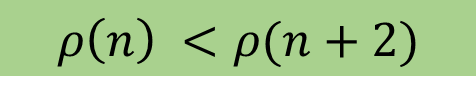 𝜌(𝑛) < 𝜌(𝑛 + 2)